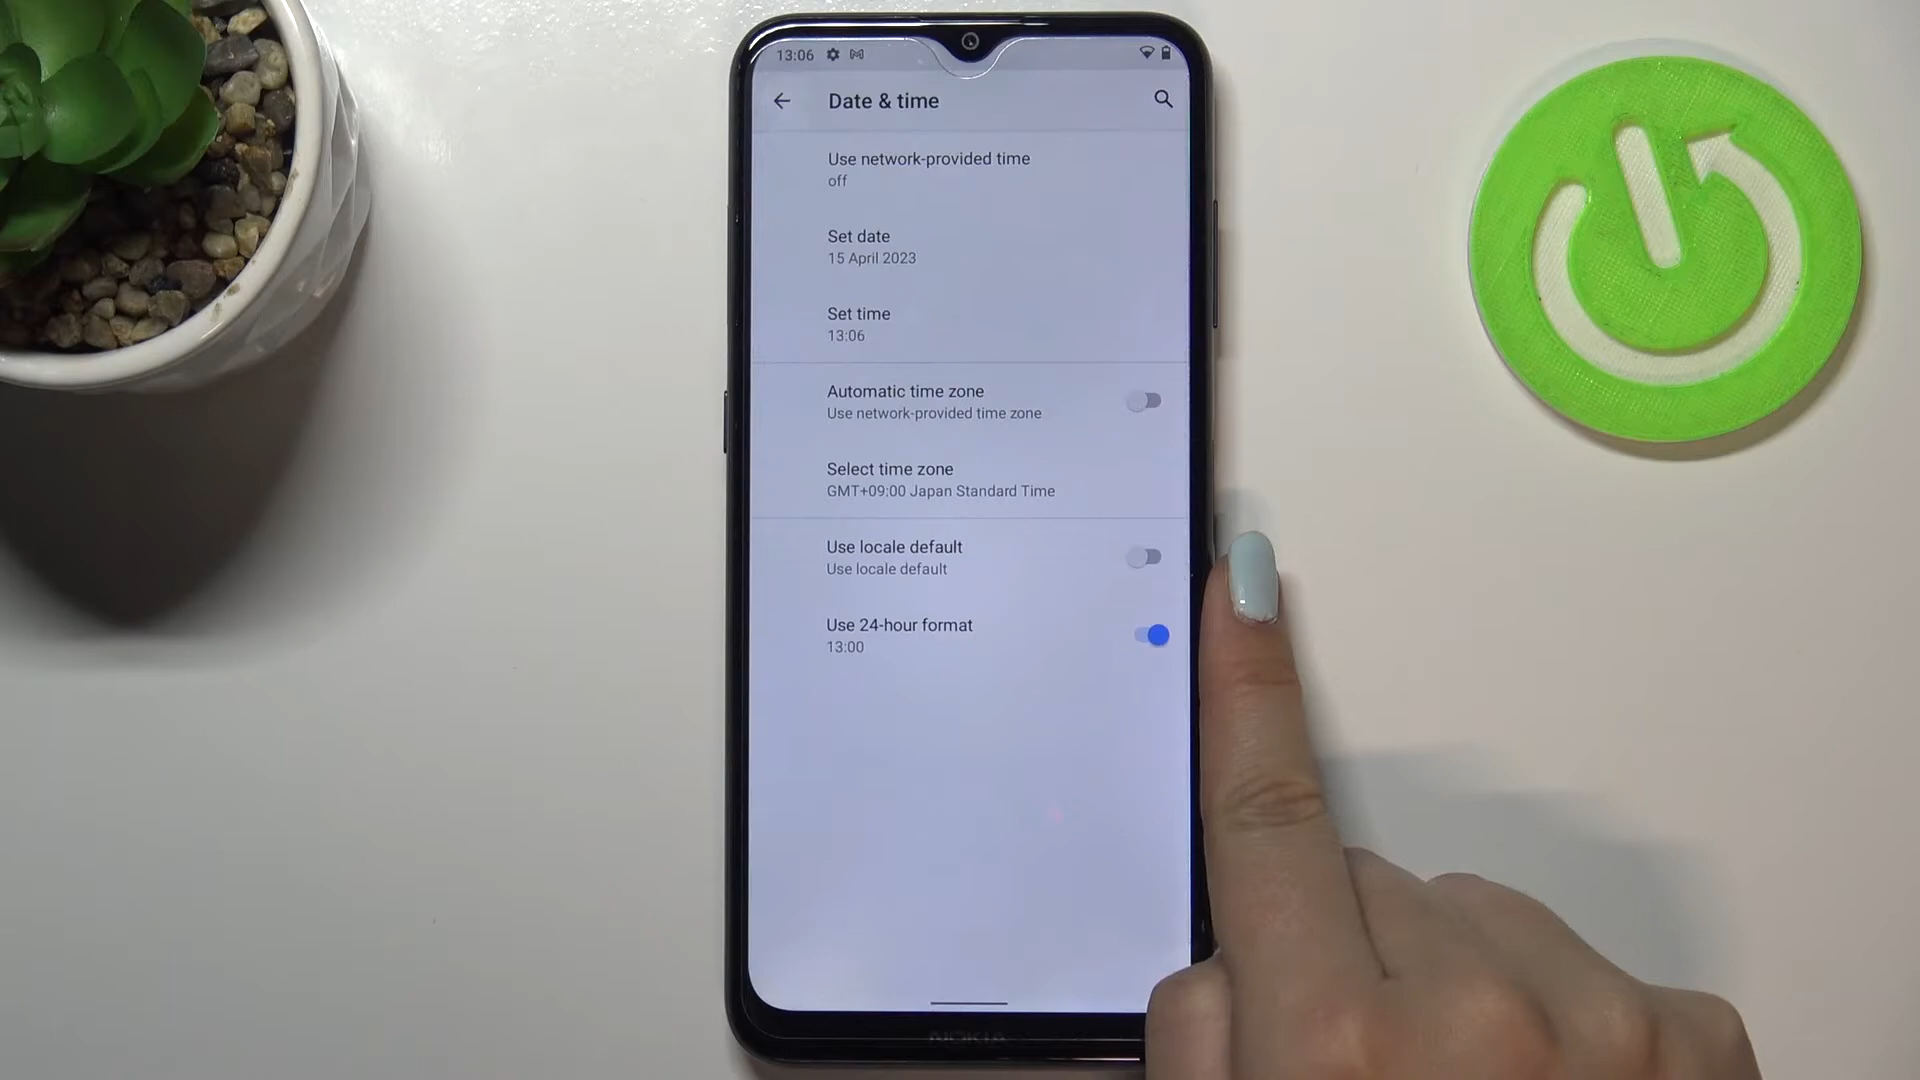 13:06
Date & time
Use network-provided time
off
Set date
15 April 2023
Set time
13:06
Automatic time zone
Use network-provided time zone
Select time zone
GMT+09:00 Japan Standard Time
Use locale default
Use locale default
Use 24-hour format
13:00
NOKIA